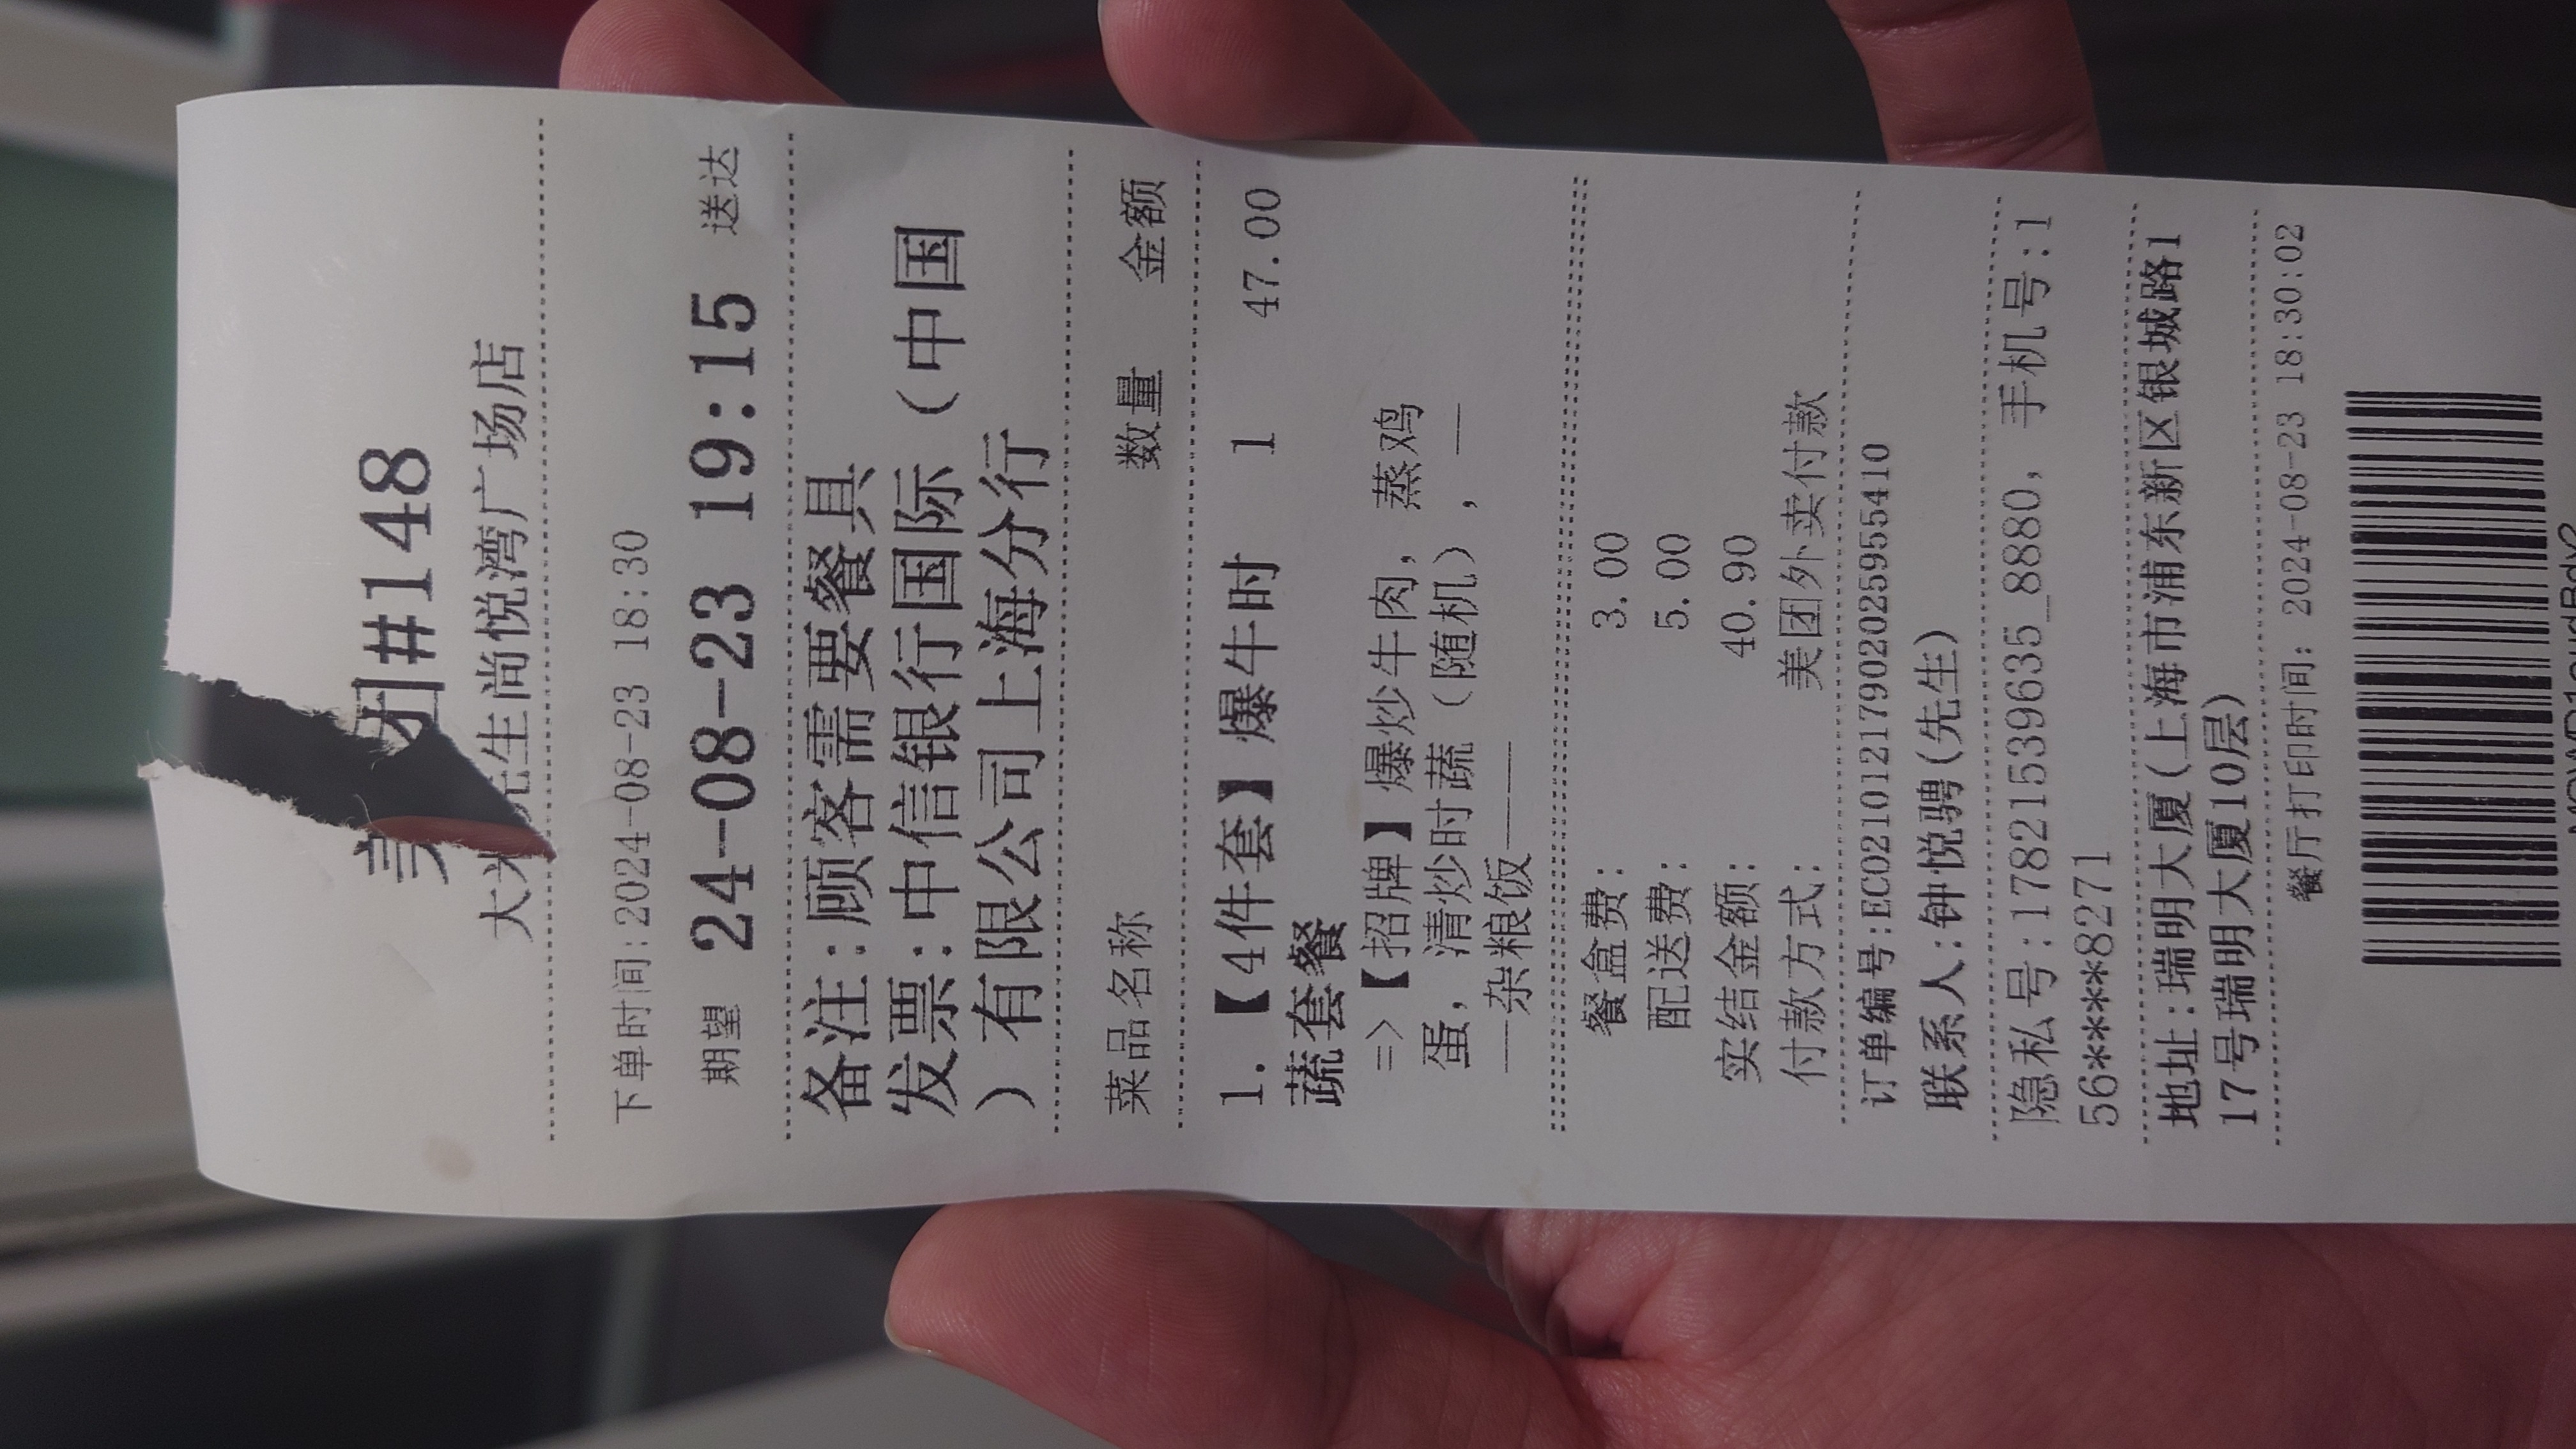 美团#148
大米先生尚悦湾广场店
下单时间:2024-08-23 18:30
期望 24-08-23 19:15 送达
备注:顾客需要餐具
发票:中信银行国际（中国
）有限公司上海分行
菜品名称 数量 金额
1.【4件套】爆牛时 1 47.00
蔬套餐
=>【招牌】爆炒牛肉, 蒸鸡
蛋, 清炒时蔬（随机）, —
—杂粮饭——
餐盒费: 3.00
配送费: 5.00
实结金额: 40.90
付款方式: 美团外卖付款
订单编号:ECO2101217902025955410
联系人:钟悦骋(先生)
隐私号:17821539635_8880, 手机号:1
56****8271
地址:瑞明大厦(上海市浦东新区银城路1
17号瑞明大厦10层)
餐厅打印时间: 2024-08-23 18:30:02